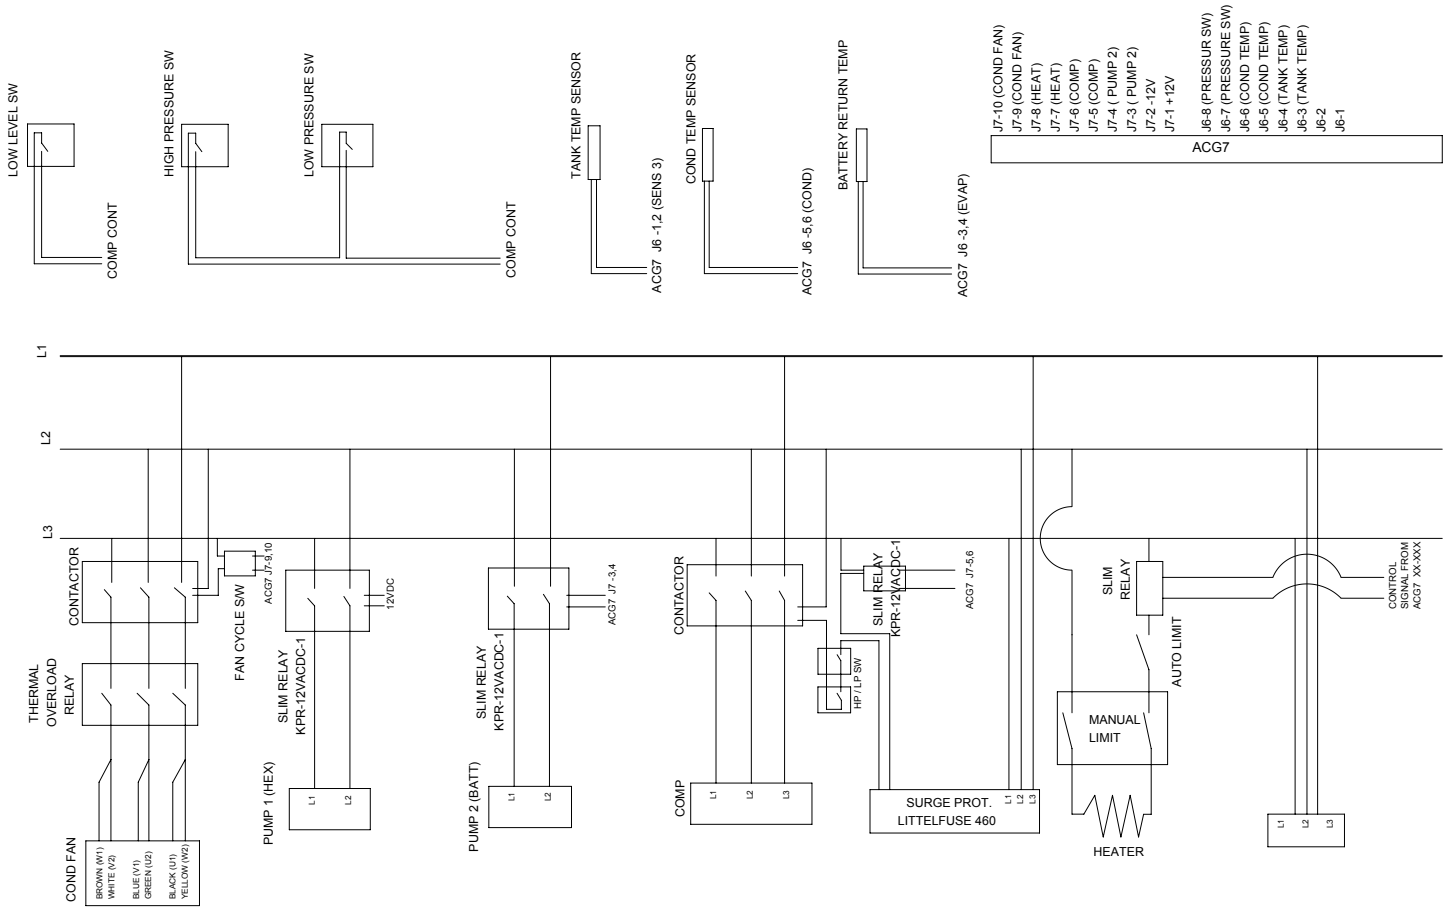 LOW LEVEL SW
COMP CONT
HIGH PRESSURE SW
LOW PRESSURE SW
COMP CONT
TANK TEMP SENSOR
ACG7 J6 -1,2 (SENS 3)
COND TEMP SENSOR
ACG7 J6 -5,6 (COND)
BATTERY RETURN TEMP
ACG7 J6 -3,4 (EVAP)
J7-10 (COND FAN)
J7-9 (COND FAN)
J7-8 (HEAT)
J7-7 (HEAT)
J7-6 (COMP)
J7-5 (COMP)
J7-4 ( PUMP 2)
J7-3 ( PUMP 2)
J7-2 -12V
J7-1 +12V
J6-8 (PRESSUR SW)
J6-7 (PRESSURE SW)
J6-6 (COND TEMP)
J6-5 (COND TEMP)
J6-4 (TANK TEMP)
J6-3 (TANK TEMP)
J6-2
J6-1
ACG7
L1
L2
L3
CONTACTOR
THERMAL
OVERLOAD
RELAY
COND FAN
BROWN (W1)
WHITE (V2)
BLUE (V1)
GREEN (U2)
BLACK (U1)
YELLOW (W2)
FAN CYCLE S/W
ACG7 J7-9,10
SLIM RELAY
KPR-12VACDC-1
12VDC
PUMP 1 (HEX)
L1
L2
SLIM RELAY
KPR-12VACDC-1
ACG7 J7 -3,4
PUMP 2 (BATT)
L1
L2
CONTACTOR
COMP
L1
L2
L3
HP / LP SW
SLIM RELAY
KPR-12VACDC-1
ACG7 J7-5,6
SURGE PROT.
LITTELFUSE 460
L1
L2
L3
SLIM
RELAY
AUTO LIMIT
MANUAL
LIMIT
HEATER
CONTROL
SIGNAL FROM
ACG7 XX-XXX
L1
L2
L3